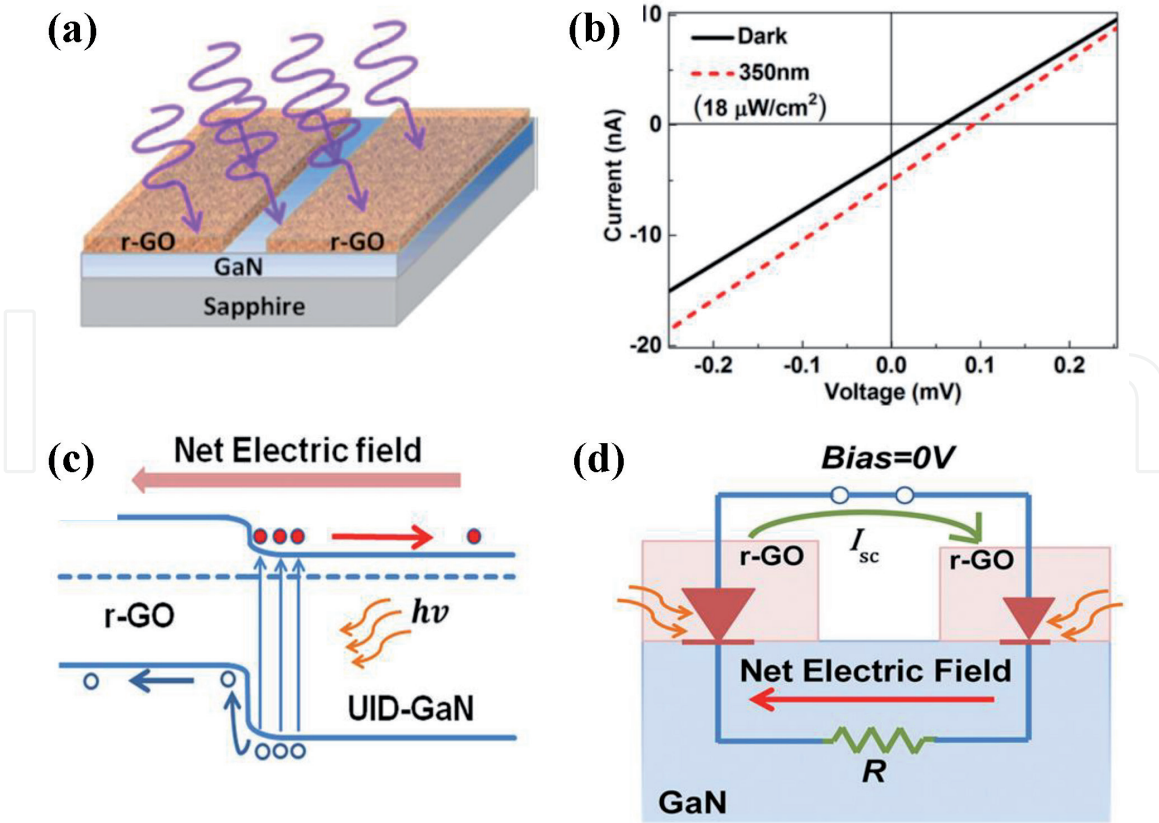 (a)
r-GO
r-GO
GaN
Sapphire
(b)
Dark
350nm
(18 μW/cm²)
10
0
-10
-20
Current (nA)
-0.2
-0.1
0.0
0.1
0.2
Voltage (mV)
(c)
Net Electric field
r-GO
hν
UID-GaN
(d)
Bias=0V
Isc
r-GO
r-GO
Net Electric Field
R
GaN